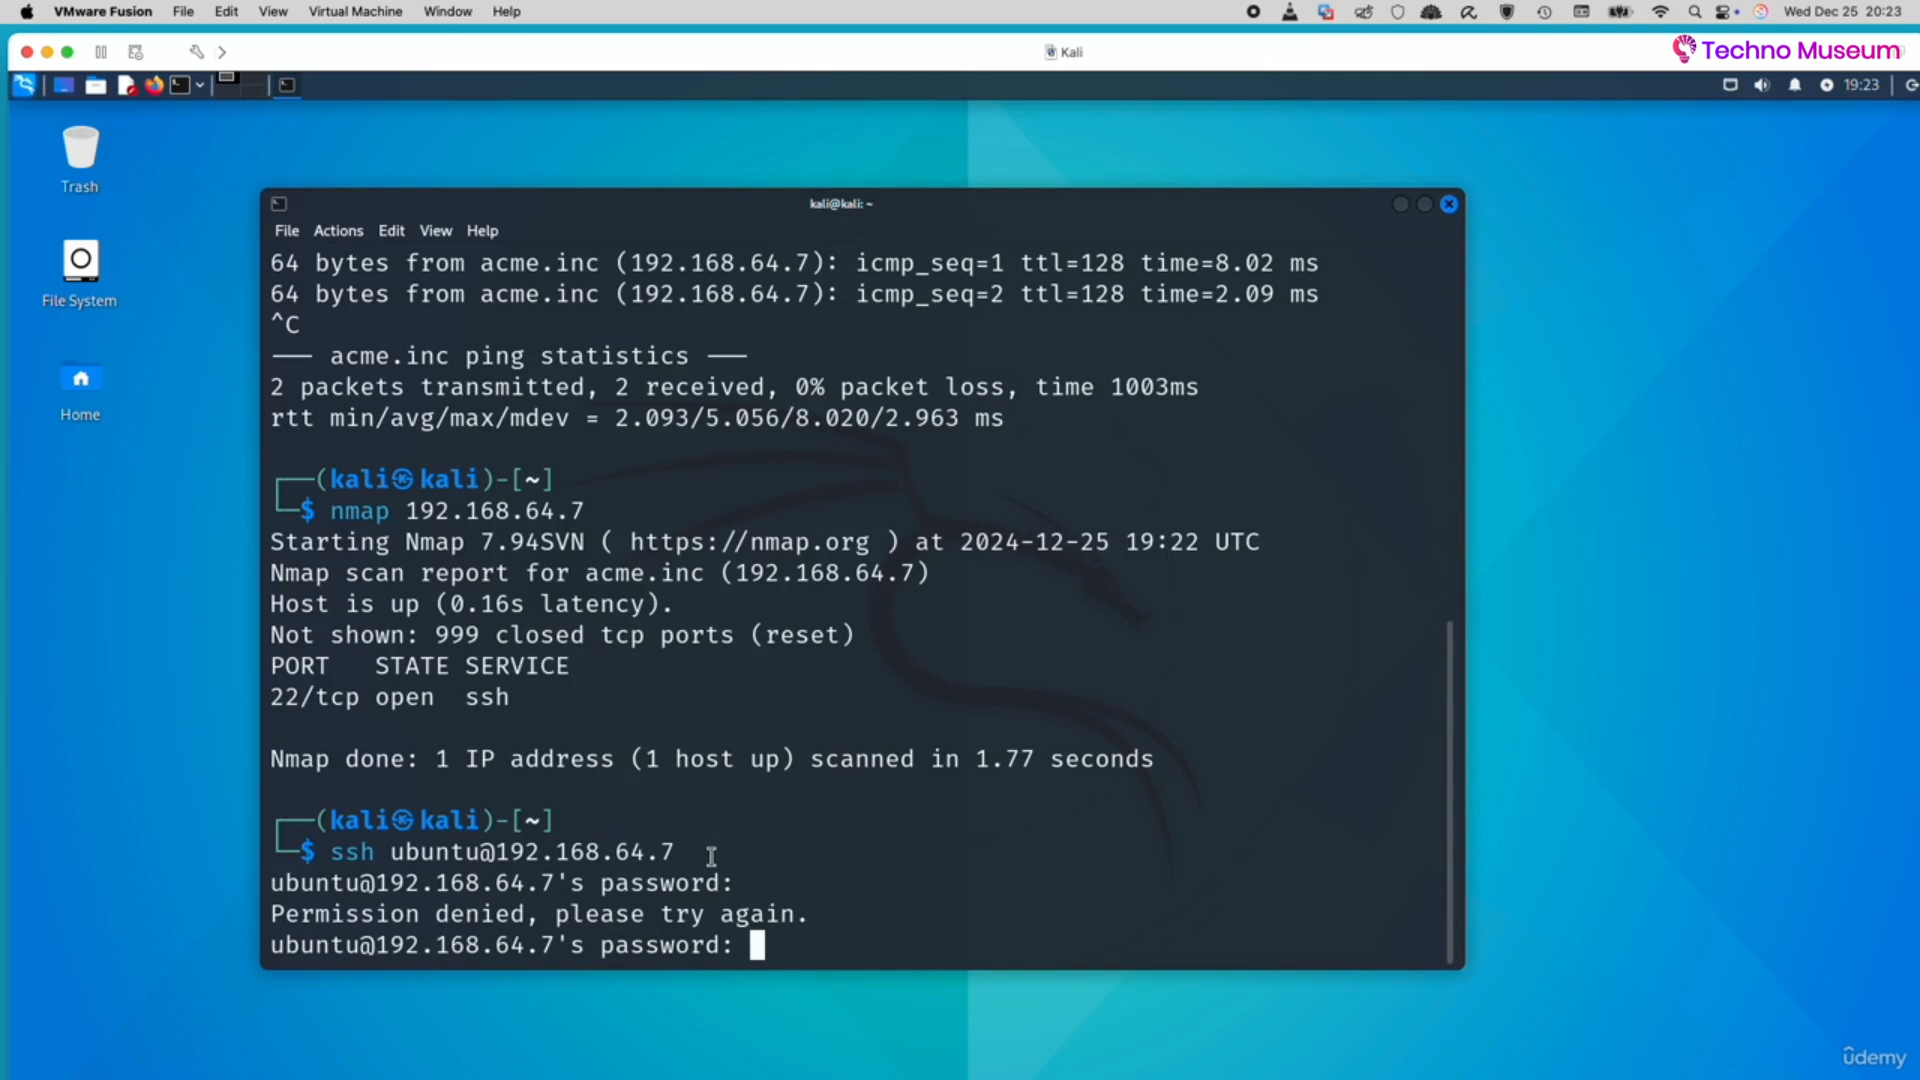 VMware Fusion File Edit View Virtual Machine Window Help Wed Dec 25 20:23
Kali
Techno Museum
19:23
Trash
File System
Home
kali@kali: ~
File Actions Edit View Help
64 bytes from acme.inc (192.168.64.7): icmp_seq=1 ttl=128 time=8.02 ms
64 bytes from acme.inc (192.168.64.7): icmp_seq=2 ttl=128 time=2.09 ms
^C
─── acme.inc ping statistics ───
2 packets transmitted, 2 received, 0% packet loss, time 1003ms
rtt min/avg/max/mdev = 2.093/5.056/8.020/2.963 ms
┌──(kali㉿kali)-[~]
└─$ nmap 192.168.64.7
Starting Nmap 7.94SVN ( https://nmap.org ) at 2024-12-25 19:22 UTC
Nmap scan report for acme.inc (192.168.64.7)
Host is up (0.16s latency).
Not shown: 999 closed tcp ports (reset)
PORT   STATE SERVICE
22/tcp open  ssh
Nmap done: 1 IP address (1 host up) scanned in 1.77 seconds
┌──(kali㉿kali)-[~]
└─$ ssh ubuntu@192.168.64.7
ubuntu@192.168.64.7's password:
Permission denied, please try again.
ubuntu@192.168.64.7's password:
ûdemy